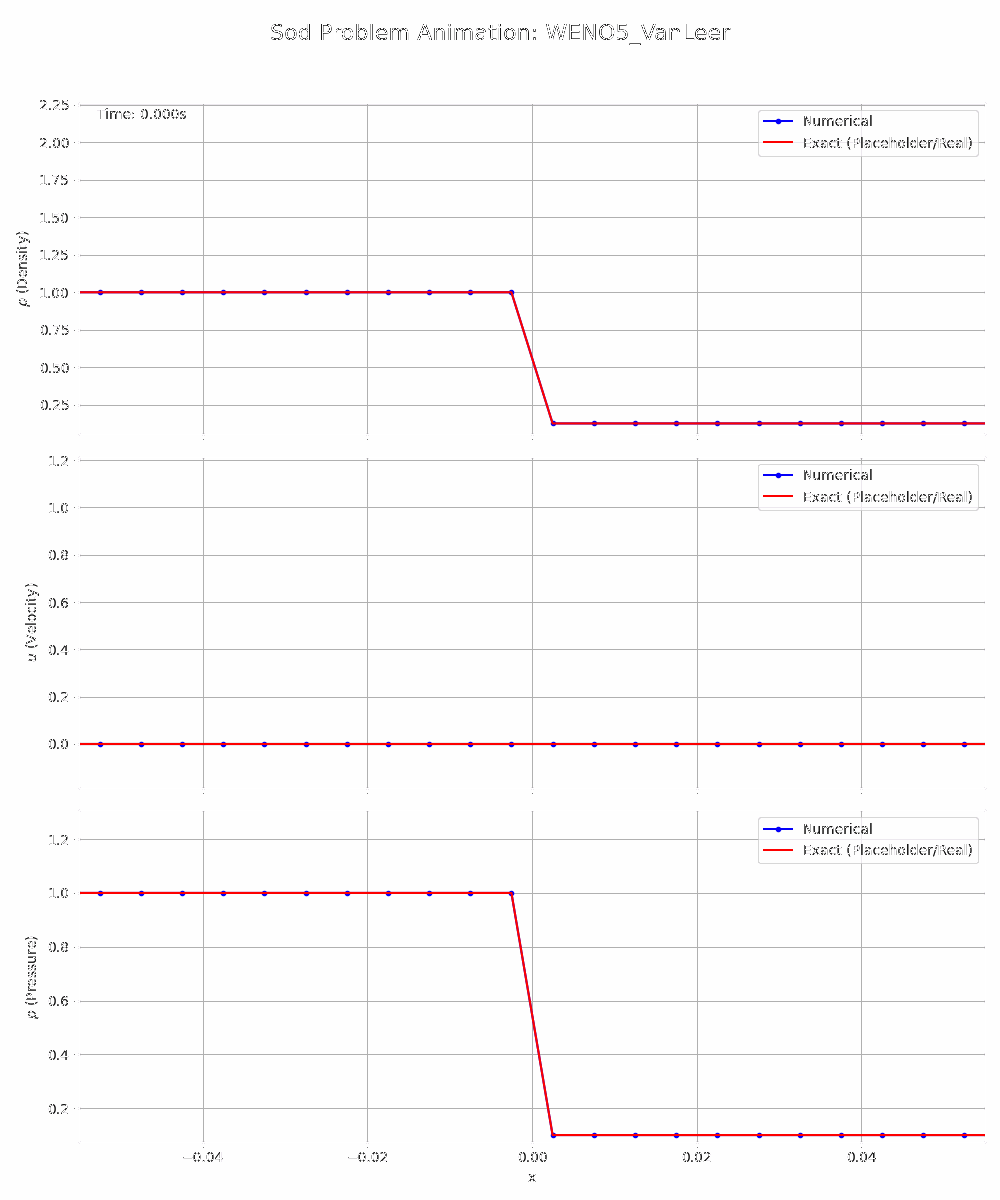 Sod Problem Animation: WENO5_VanLeer
Time: 0.000s
Numerical
Exact (Placeholder/Real)
2.25
2.00
1.75
1.50
1.25
1.00
0.75
0.50
0.25
ρ (Density)
Numerical
Exact (Placeholder/Real)
1.2
1.0
0.8
0.6
0.4
0.2
0.0
u (Velocity)
Numerical
Exact (Placeholder/Real)
1.2
1.0
0.8
0.6
0.4
0.2
p (Pressure)
−0.04 −0.02 0.00 0.02 0.04
x